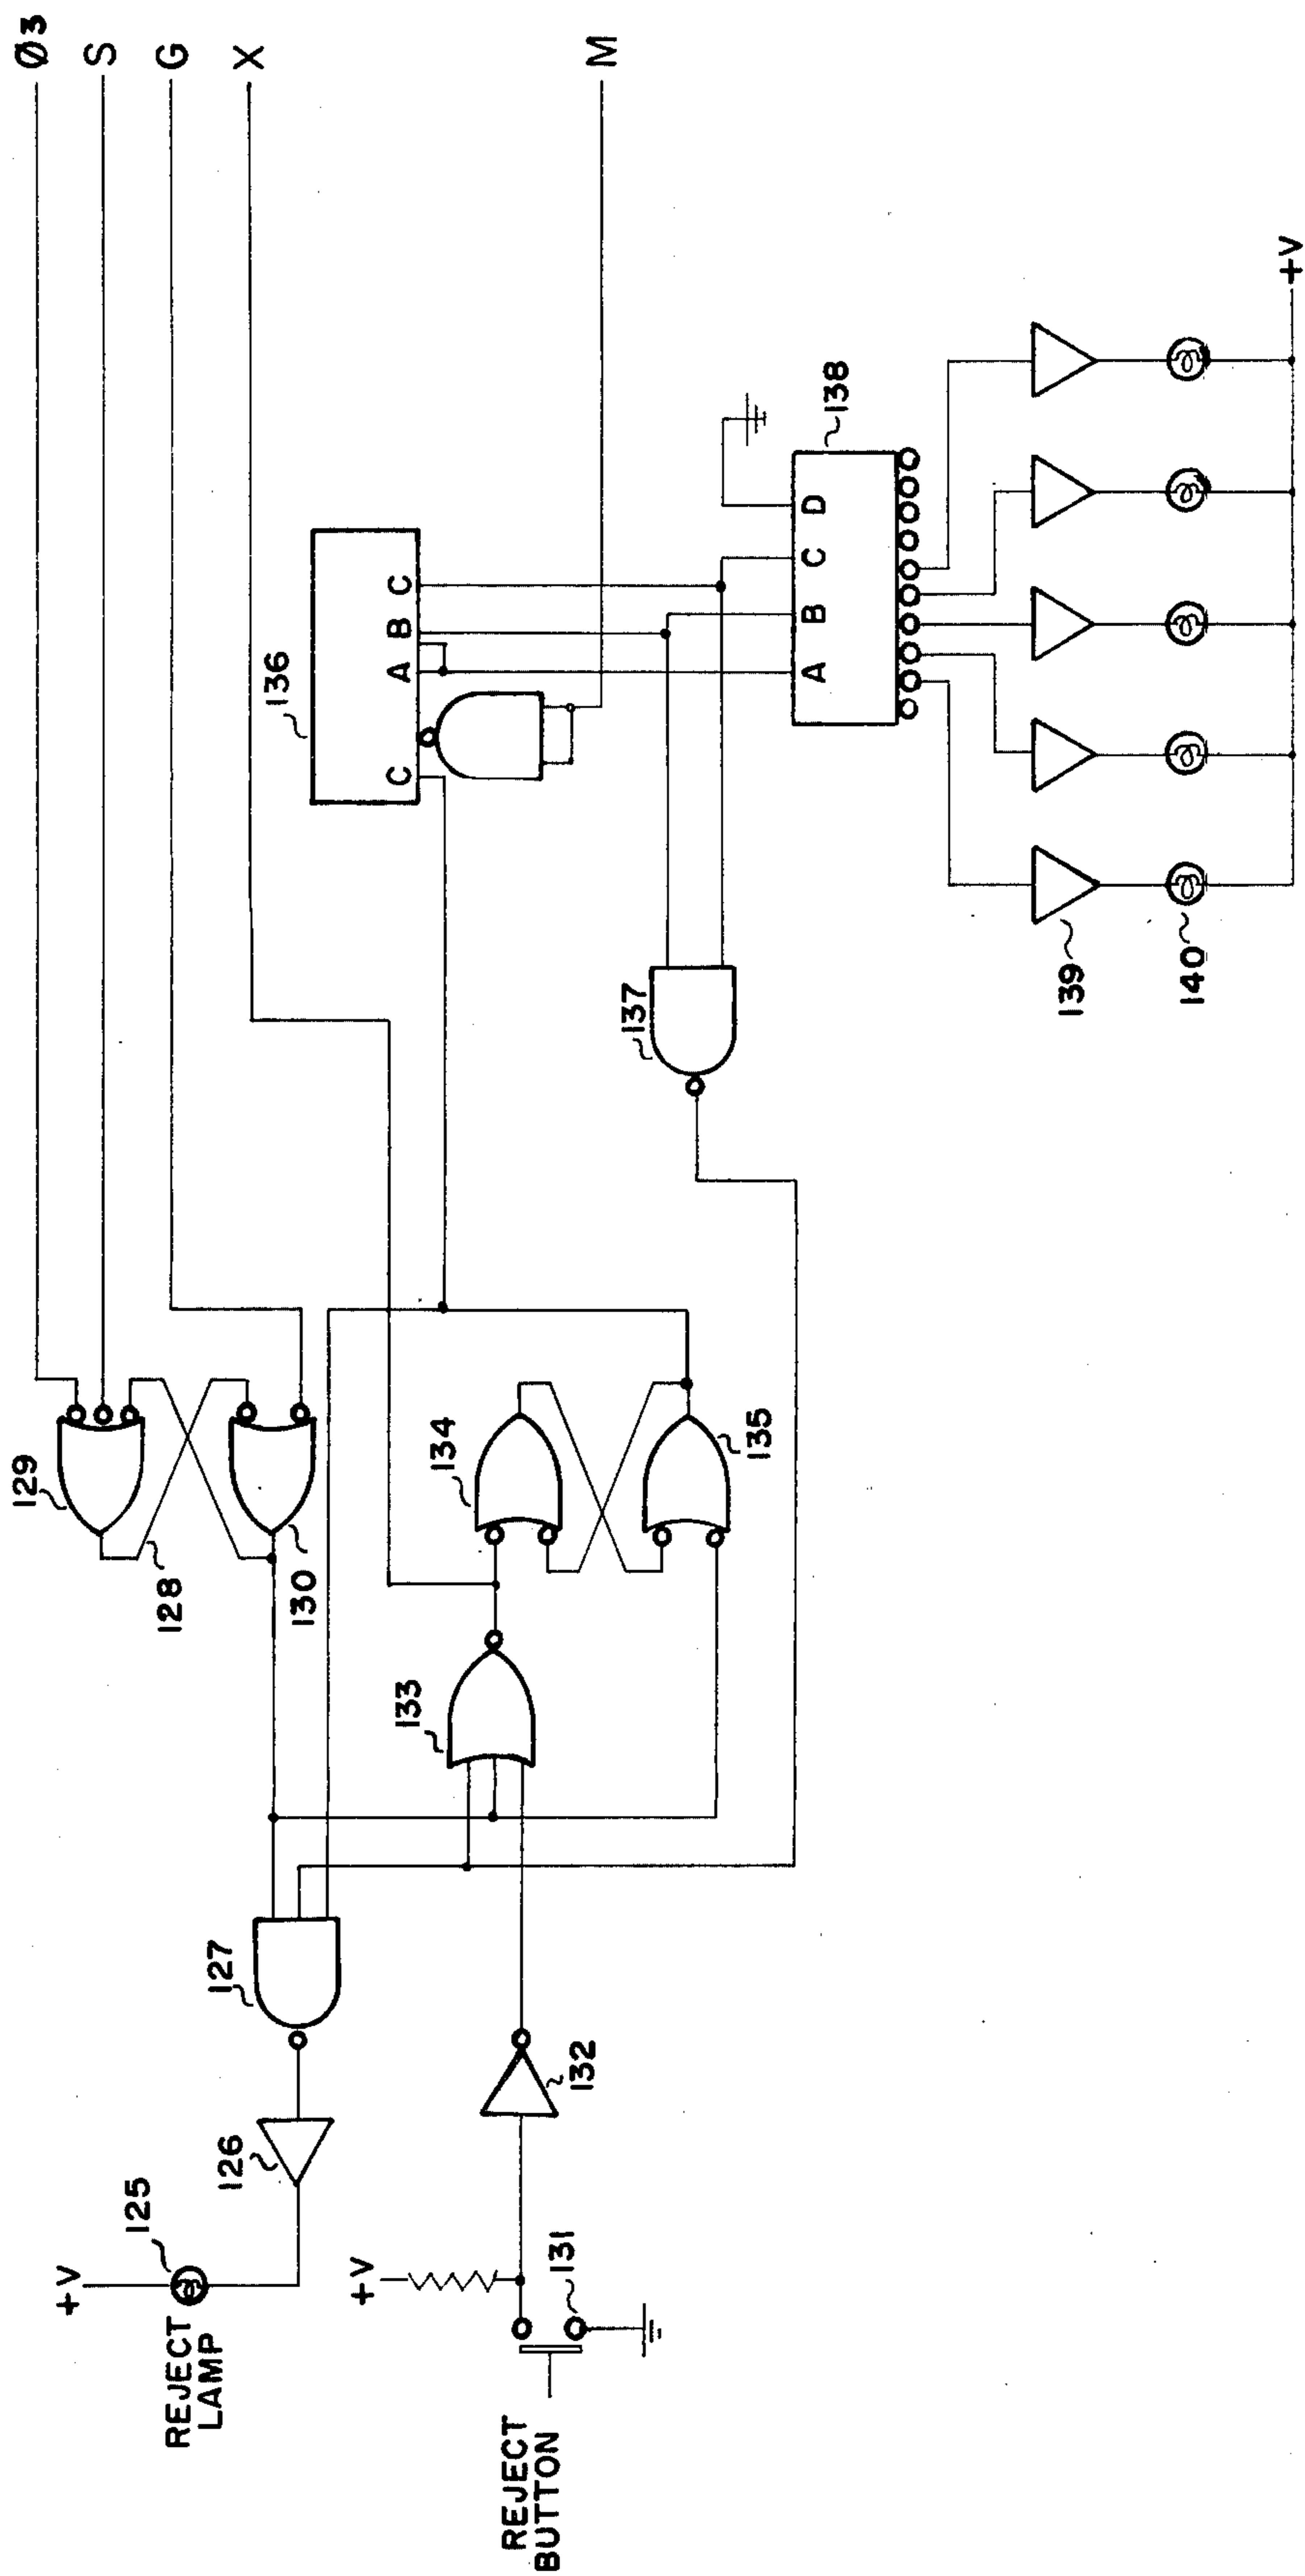 Ø3
S
G
X
M
129
128
130
136
C
A
B
C
138
A
B
C
D
137
134
135
133
127
126
125
+V
REJECT
LAMP
132
+V
131
REJECT
BUTTON
139
140
+V